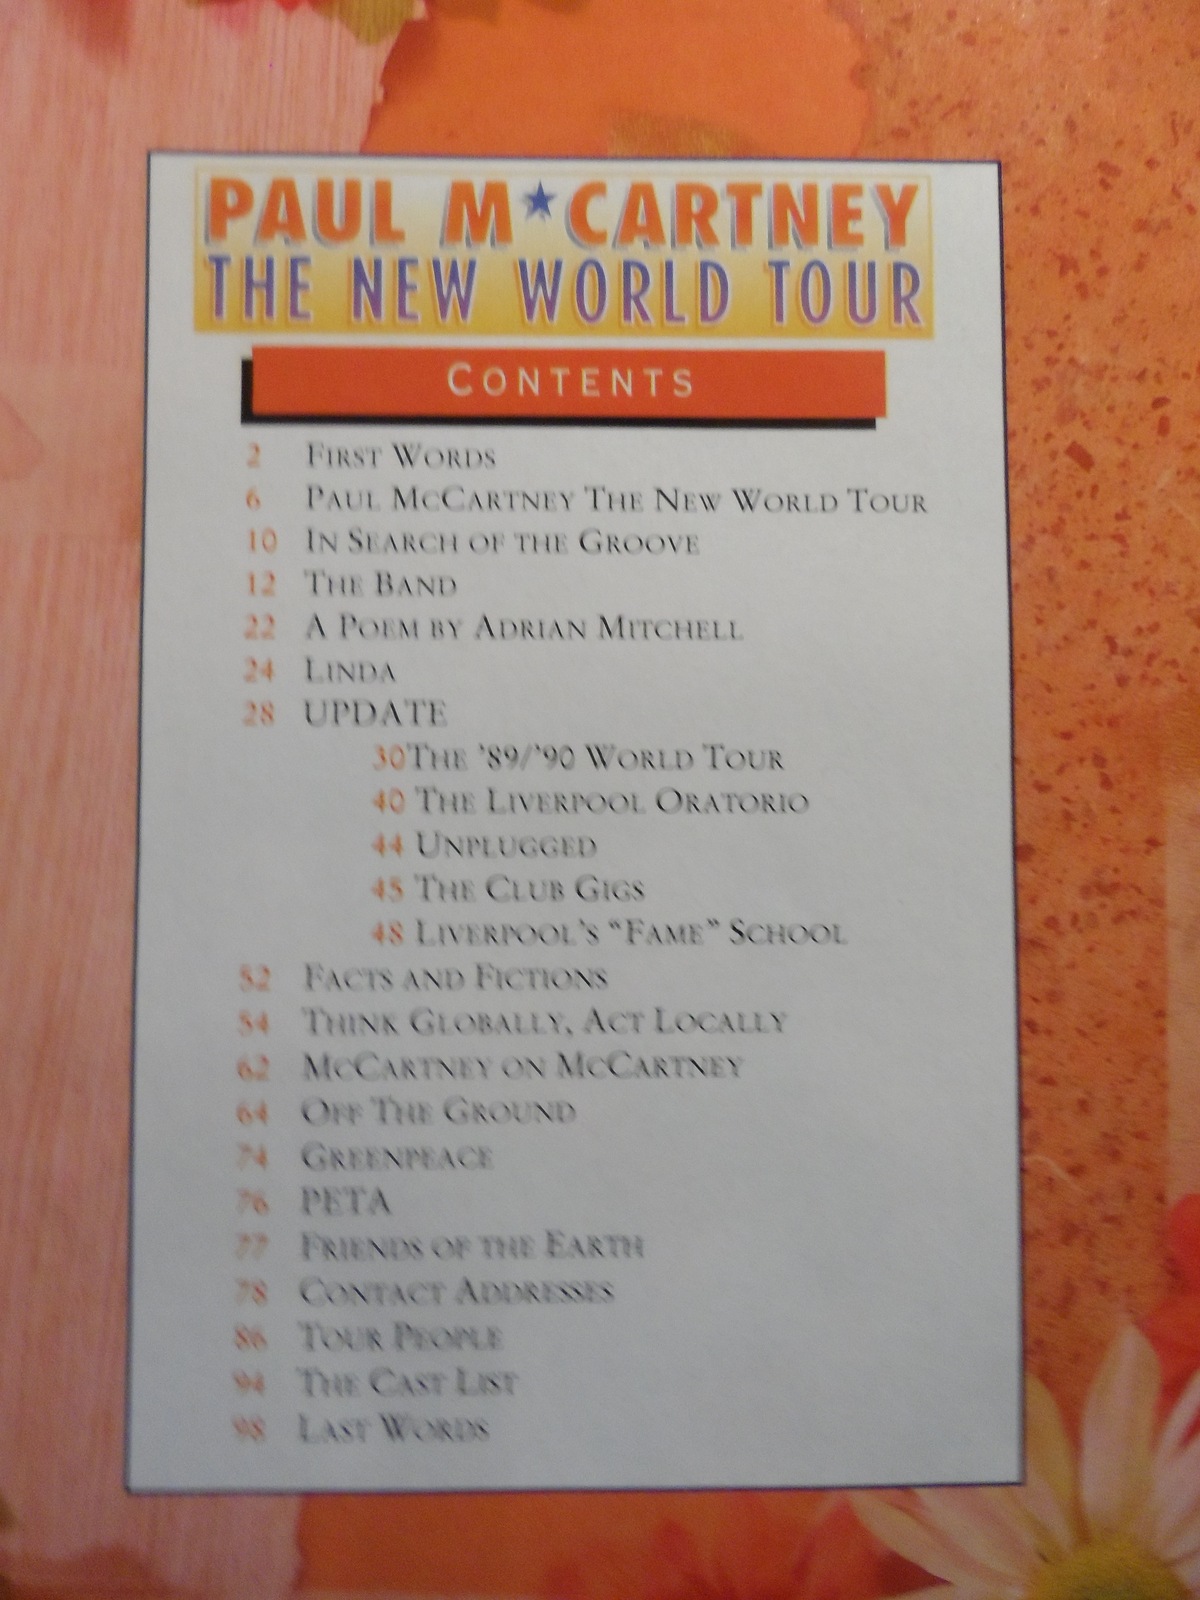 PAUL M★CARTNEY
THE NEW WORLD TOUR
CONTENTS
2 FIRST WORDS
6 PAUL MCCARTNEY THE NEW WORLD TOUR
10 IN SEARCH OF THE GROOVE
12 THE BAND
22 A POEM BY ADRIAN MITCHELL
24 LINDA
28 UPDATE
30 THE '89/'90 WORLD TOUR
40 THE LIVERPOOL ORATORIO
44 UNPLUGGED
45 THE CLUB GIGS
48 LIVERPOOL'S "FAME" SCHOOL
52 FACTS AND FICTIONS
54 THINK GLOBALLY, ACT LOCALLY
62 MCCARTNEY ON MCCARTNEY
64 OFF THE GROUND
74 GREENPEACE
76 PETA
77 FRIENDS OF THE EARTH
78 CONTACT ADDRESSES
86 TOUR PEOPLE
94 THE CAST LIST
98 LAST WORDS